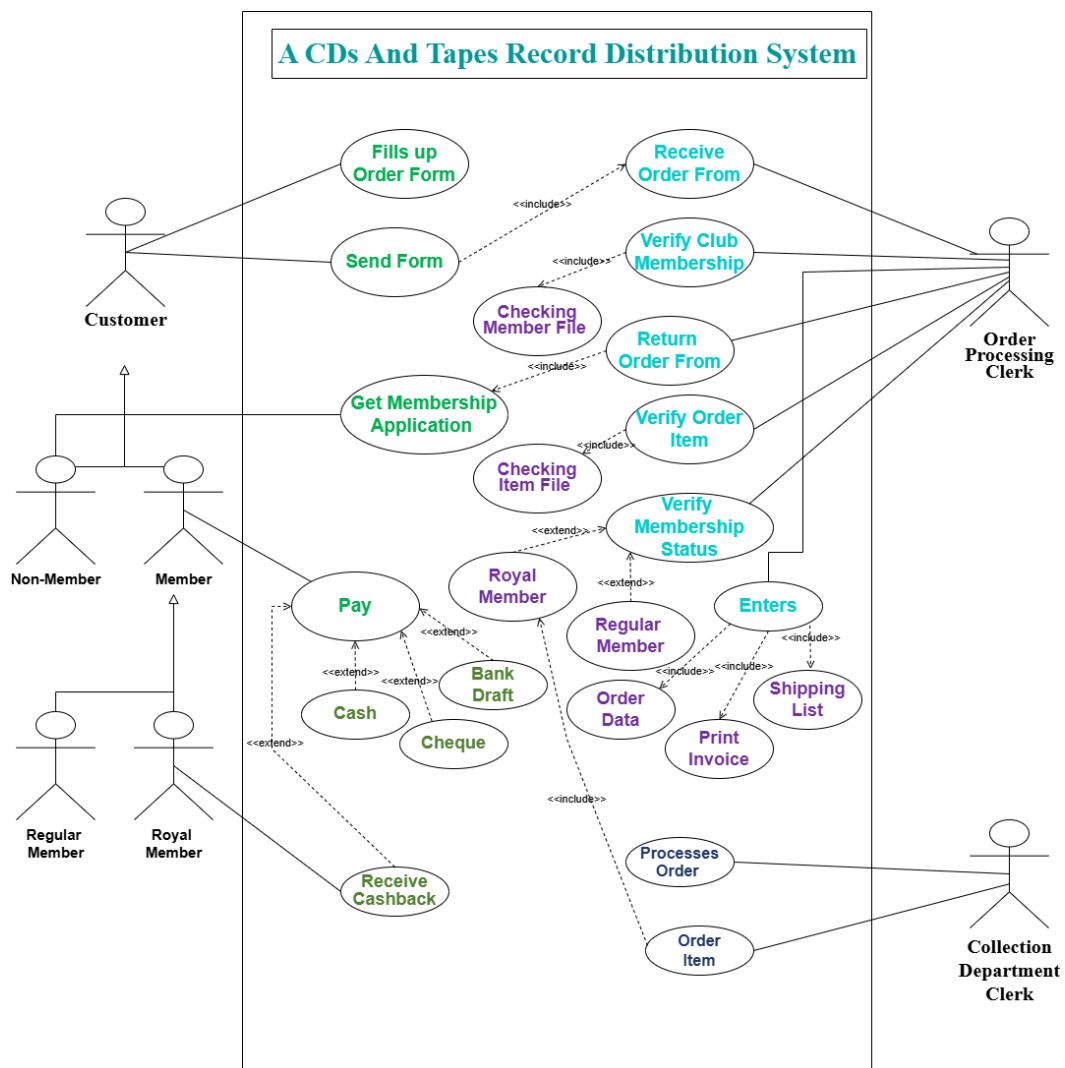 A CDs And Tapes Record Distribution System
Fills up
Order Form
Receive
Order From
<<include>>
Send Form
Verify Club
Membership
<<include>>
Customer
Checking
Member File
Return
Order From
<<include>>
Order
Processing
Clerk
Get Membership
Application
Verify Order
Item
<<include>>
Checking
Item File
Verify
Membership
Status
<<extend>>
Non-Member
Member
Royal
Member
<<extend>>
Pay
Enters
Regular
Member
<<extend>>
<<include>>
<<extend>>
<<extend>>
Bank
Draft
<<include>>
<<include>>
Cash
Order
Data
Shipping
List
Cheque
Print
Invoice
<<extend>>
<<include>>
Regular
Member
Royal
Member
Processes
Order
Receive
Cashback
Order
Item
Collection
Department
Clerk